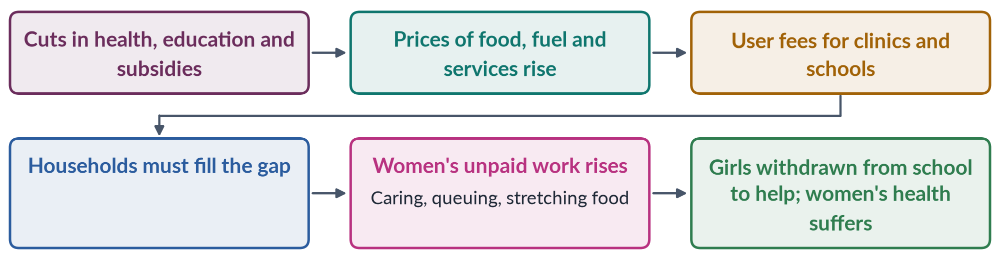 Cuts in health, education and
subsidies
Prices of food, fuel and
services rise
User fees for clinics and
schools
Households must fill the gap
Women's unpaid work rises
Caring, queuing, stretching food
Girls withdrawn from school
to help; women's health
suffers